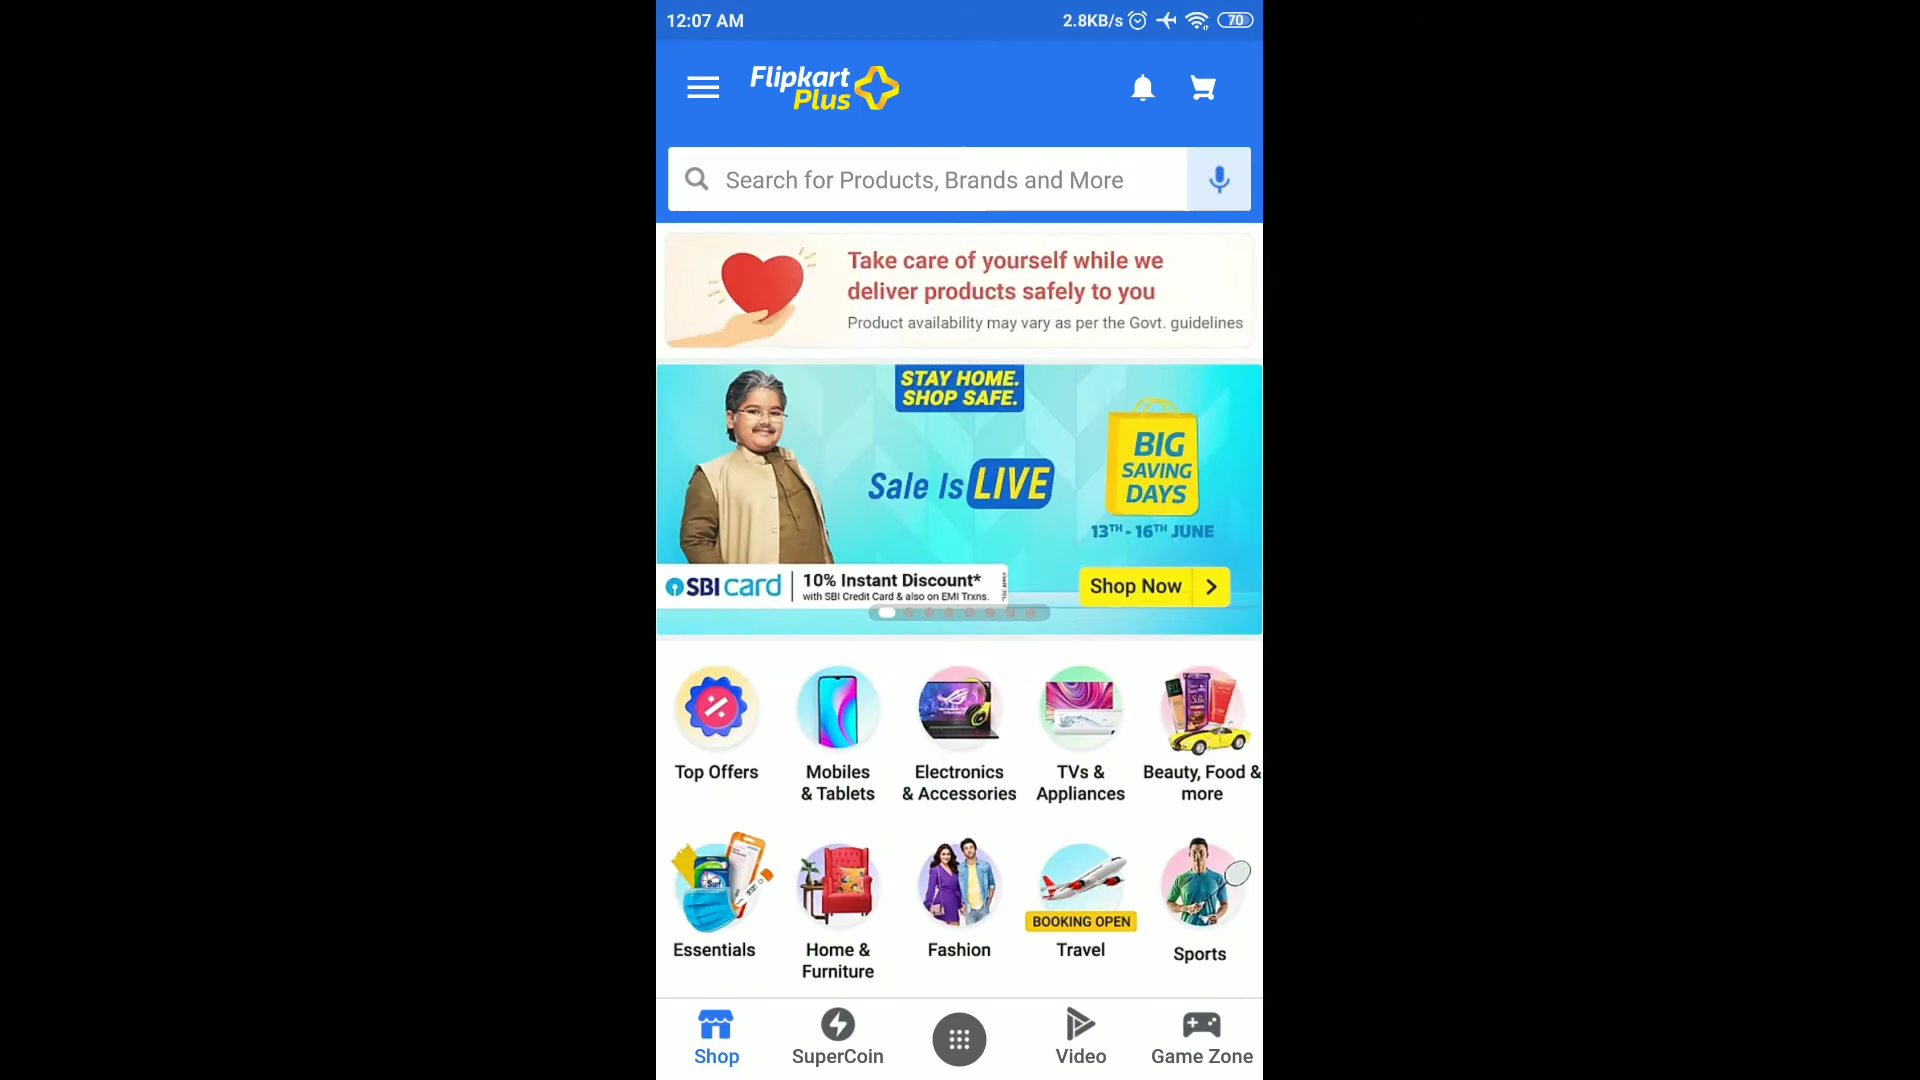 12:07 AM
2.8KB/s
70
Flipkart
Plus
Search for Products, Brands and More
Take care of yourself while we
deliver products safely to you
Product availability may vary as per the Govt. guidelines
STAY HOME.
SHOP SAFE.
Sale Is LIVE
BIG
SAVING
DAYS
13TH - 16TH JUNE
SBI card
10% Instant Discount*
with SBI Credit Card & also on EMI Trxns.
*T&C APPLY
Shop Now
Top Offers
Mobiles
& Tablets
Electronics
& Accessories
TVs &
Appliances
Beauty, Food &
more
Surf
BOOKING OPEN
Essentials
Home &
Furniture
Fashion
Travel
Sports
Shop
SuperCoin
Video
Game Zone